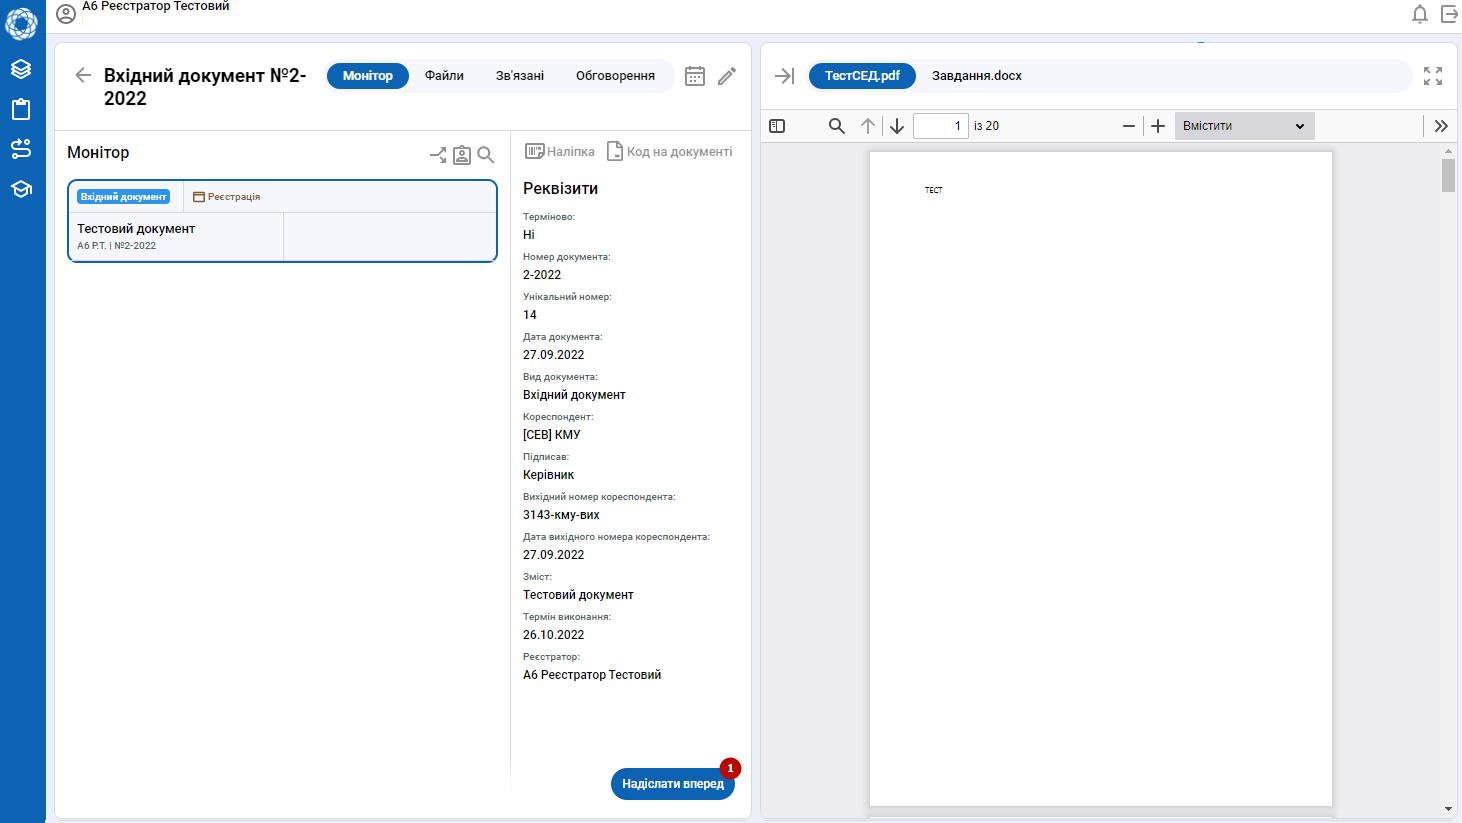 А6 Реєстратор Тестовий
Вхідний документ №2-
2022
Монітор
Файли
Зв'язані
Обговорення
Монітор
Вхідний документ
Реєстрація
Тестовий документ
А6 Р.Т. | №2-2022
Наліпка
Код на документі
Реквізити
Терміново:
Ні
Номер документа:
2-2022
Унікальний номер:
14
Дата документа:
27.09.2022
Вид документа:
Вхідний документ
Кореспондент:
[СЕВ] КМУ
Підписав:
Керівник
Вихідний номер кореспондента:
3143-кму-вих
Дата вихідного номера кореспондента:
27.09.2022
Зміст:
Тестовий документ
Термін виконання:
26.10.2022
Реєстратор:
А6 Реєстратор Тестовий
Надіслати вперед
1
ТестСЕД.pdf
Завдання.docx
1
із 20
Вмістити
ТЕСТ